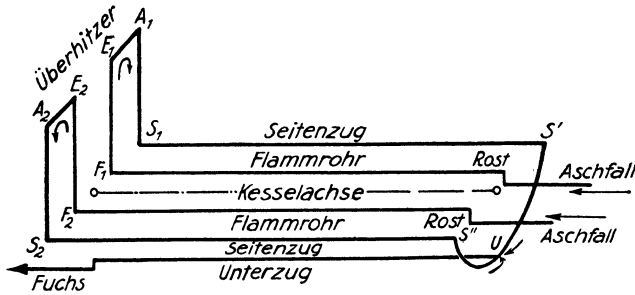 A₁
E₁
Überhitzer
E₂
A₂
S₁ Seitenzug S'
F₁ Flammrohr Rost
Aschfall
Kesselachse
F₂ Flammrohr Rost
Aschfall
S₂ Seitenzug S'' U
Unterzug
Fuchs